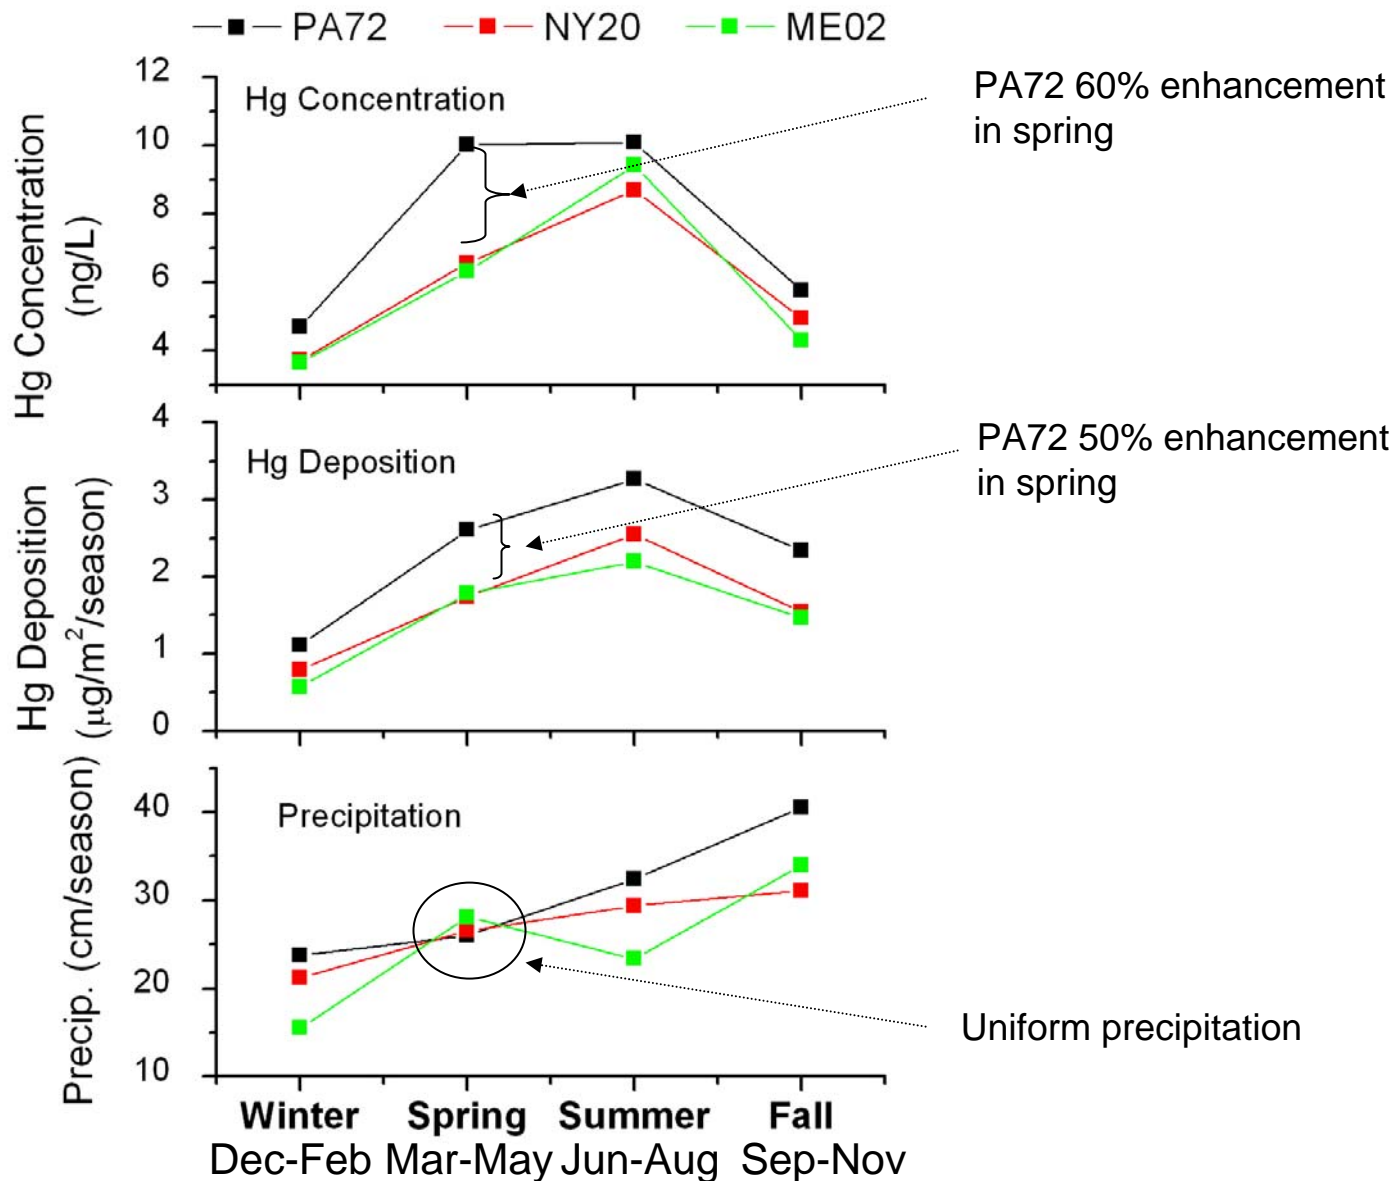 PA72 NY20 ME02
Hg Concentration
(ng/L)
12
10
8
6
4
Hg Concentration
PA72 60% enhancement
in spring
Hg Deposition
(μg/m²/season)
4
3
2
1
0
Hg Deposition
PA72 50% enhancement
in spring
Precip. (cm/season)
40
30
20
10
Precipitation
Uniform precipitation
Winter Spring Summer Fall
Dec-Feb Mar-May Jun-Aug Sep-Nov